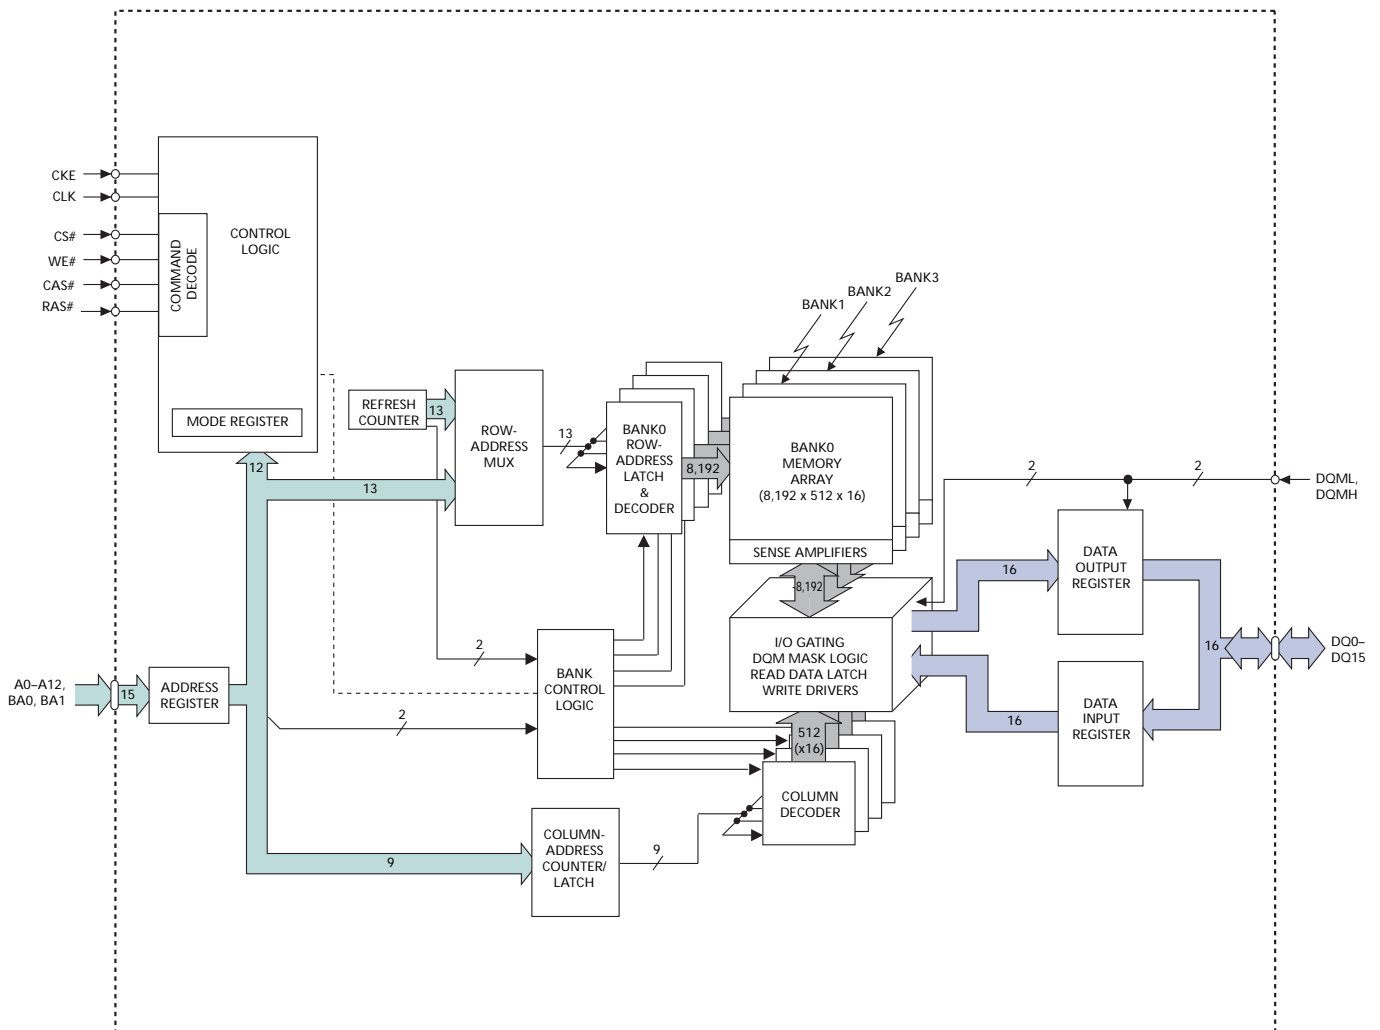 CKE
CLK
CS#
WE#
CAS#
RAS#
COMMAND
DECODE
CONTROL
LOGIC
MODE REGISTER
12
REFRESH
COUNTER
13
13
ROW-
ADDRESS
MUX
13
BANK0
ROW-
ADDRESS
LATCH
&
DECODER
8,192
BANK1
BANK2
BANK3
BANK0
MEMORY
ARRAY
(8,192 x 512 x 16)
SENSE AMPLIFIERS
8,192
I/O GATING
DQM MASK LOGIC
READ DATA LATCH
WRITE DRIVERS
512
(x16)
COLUMN
DECODER
2
2
DQML,
DQMH
DATA
OUTPUT
REGISTER
16
16
DQ0–
DQ15
DATA
INPUT
REGISTER
16
A0–A12,
BA0, BA1
15
ADDRESS
REGISTER
2
2
BANK
CONTROL
LOGIC
9
COLUMN-
ADDRESS
COUNTER/
LATCH
9